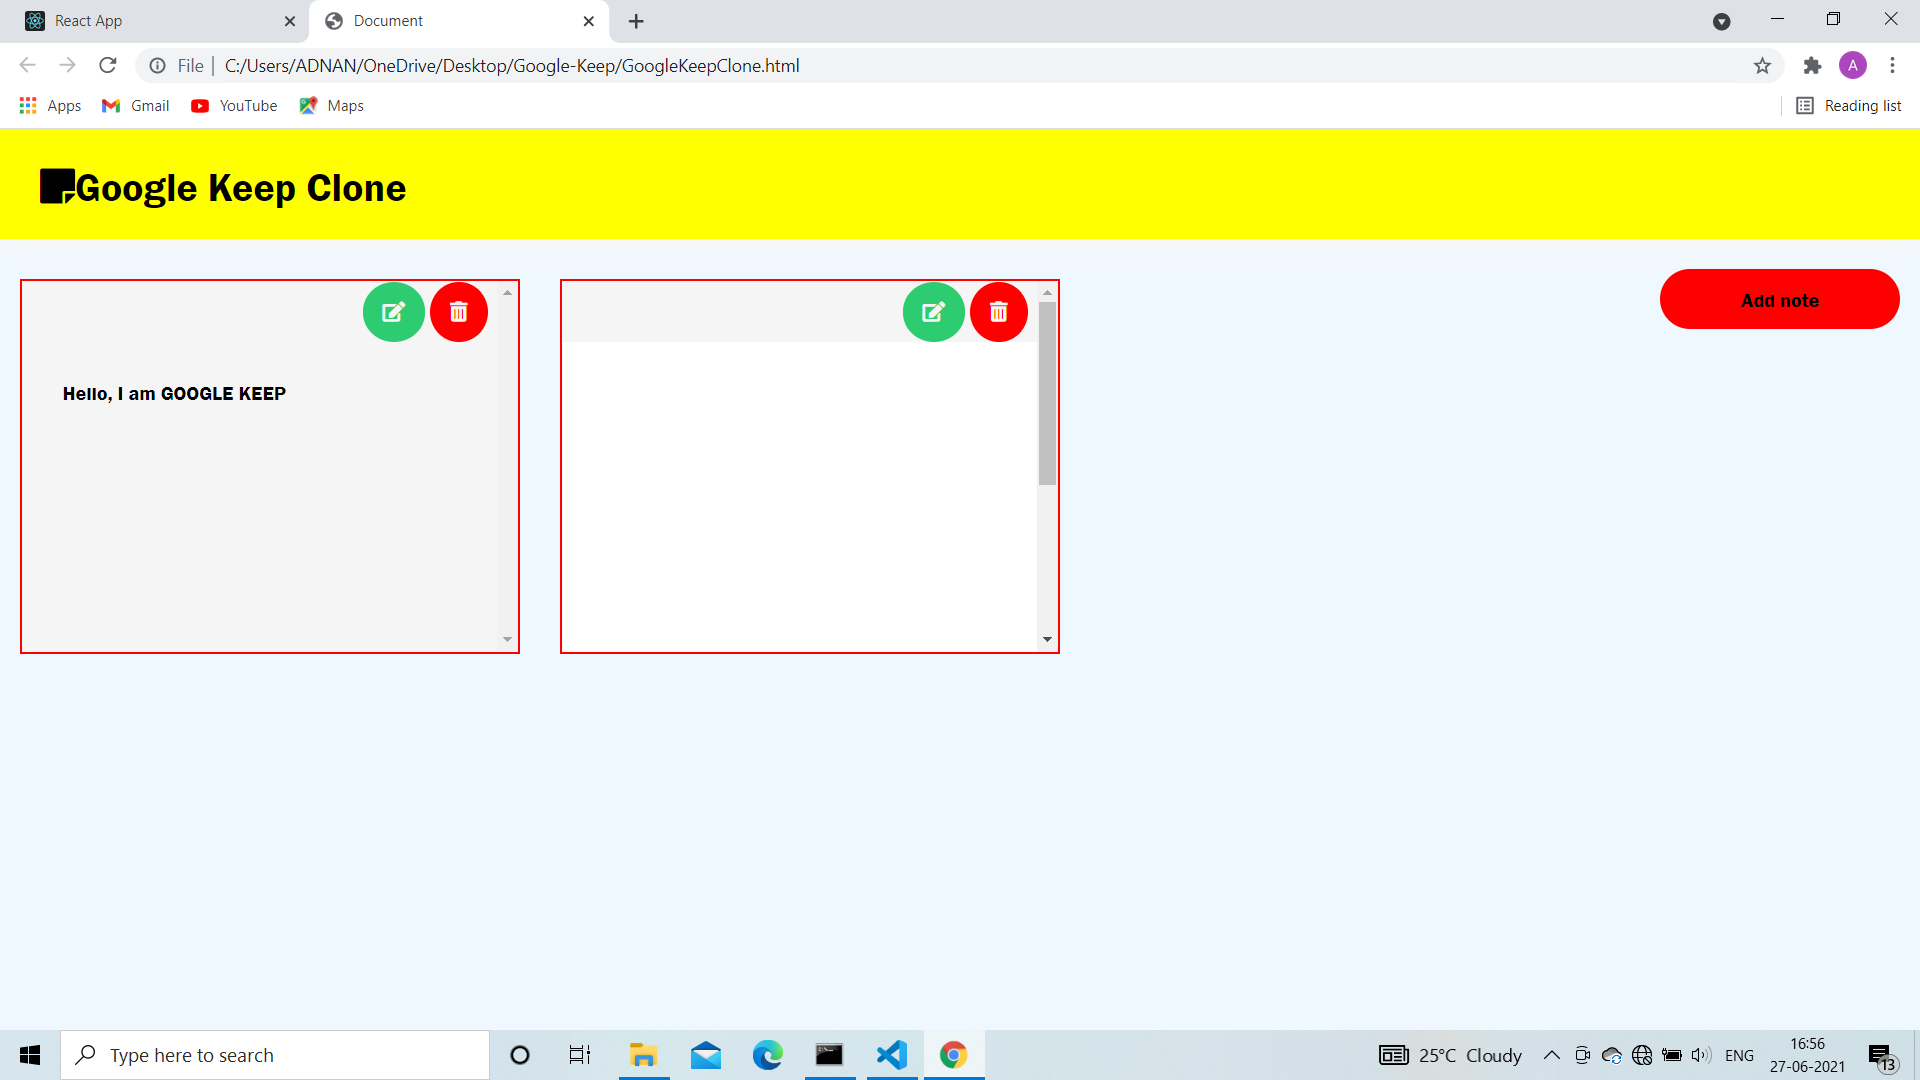 React App
Document
File
C:/Users/ADNAN/OneDrive/Desktop/Google-Keep/GoogleKeepClone.html
A
Apps
Gmail
YouTube
Maps
Reading list
Google Keep Clone
Add note
Hello, I am GOOGLE KEEP
Type here to search
25°C Cloudy
ENG
16:56
27-06-2021
13